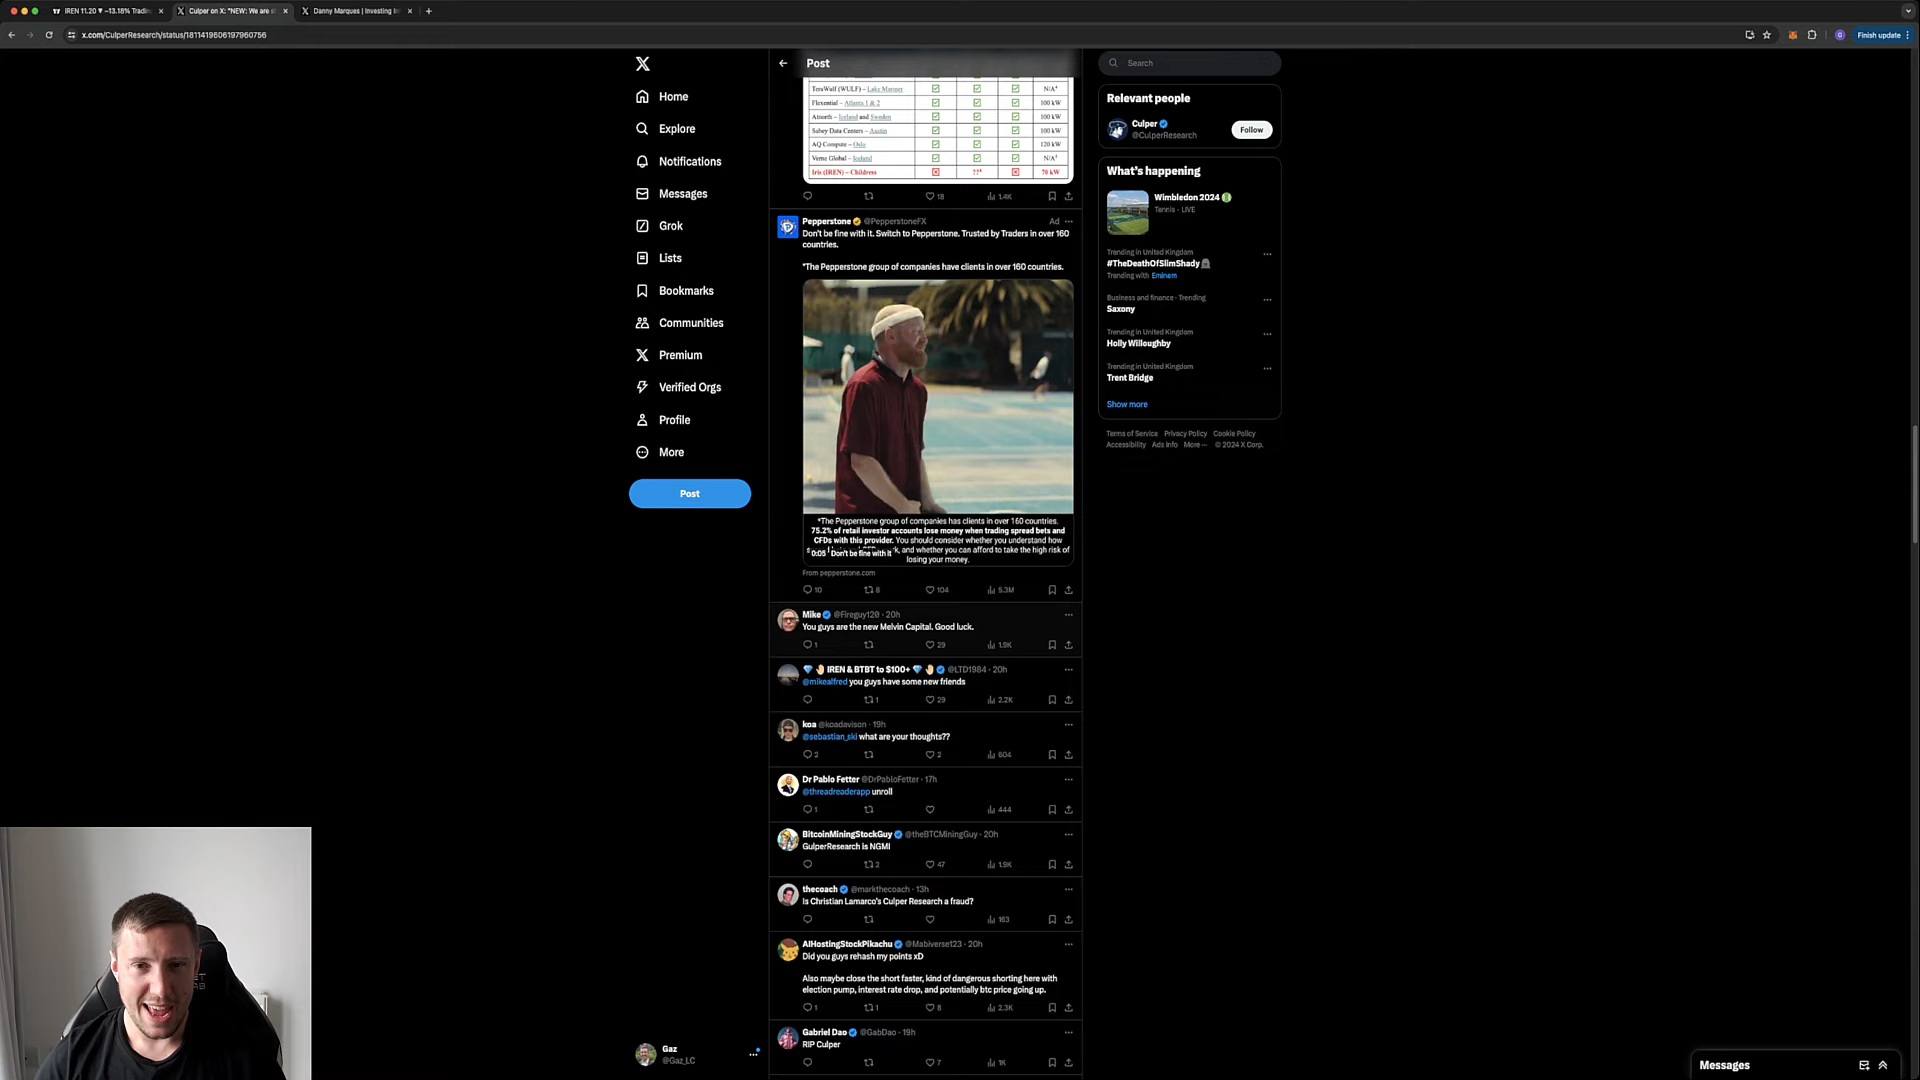 IREN 11.20 ▼ −13.18% Tradin
Culper on X: "NEW: We are s
Danny Marques | Investing In
x.com/CulperResearch/status/1811419606197960756
Finish update
Post
Search
Home
Explore
Notifications
Messages
Grok
Lists
Bookmarks
Communities
Premium
Verified Orgs
Profile
More
Post
Gaz
@Gaz_LC
TeraWulf (WULF) – Lake Mariner N/A⁴
Flexential – Atlanta 1 & 2 100 kW
Atnorth – Iceland and Sweden 100 kW
Sabey Data Centers – Austin 100 kW
AQ Compute – Oslo 120 kW
Verne Global – Iceland
Iris (IREN) – Childress 70 kW
18 1.4K
Pepperstone @PepperstoneFX Ad
Don't be fine with it. Switch to Pepperstone. Trusted by Traders in over 160
countries.
*The Pepperstone group of companies have clients in over 160 countries.
*The Pepperstone group of companies has clients in over 160 countries.
75.2% of retail investor accounts lose money when trading spread bets and
CFDs with this provider. You should consider whether you understand how
0:05 Don't be fine with it
, and whether you can afford to take the high risk of
losing your money.
From pepperstone.com
10 8 104 5.3M
Mike @Fireguy120 · 20h
You guys are the new Melvin Capital. Good luck.
1 29 1.9K
💎 🤚 IREN & BTBT to $100+ 💎 🤚 @LTD1984 · 20h
@mikealfred you guys have some new friends
1 29 2.2K
koa @koadavison · 19h
@sebastian_ski what are your thoughts??
2 2 604
Dr Pablo Fetter @DrPabloFetter · 17h
@threadreaderapp unroll
1 444
BitcoinMiningStockGuy @theBTCMiningGuy · 20h
GulperResearch is NGMI
2 47 1.9K
thecoach @markthecoach · 13h
Is Christian Lamarco's Culper Research a fraud?
163
AIHostingStockPikachu @Mabiverse123 · 20h
Did you guys rehash my points xD
Also maybe close the short faster, kind of dangerous shorting here with
election pump, interest rate drop, and potentially btc price going up.
1 1 8 2.3K
Gabriel Dao @GabDao · 19h
RIP Culper
7 1K
Relevant people
Culper
@CulperResearch
Follow
What's happening
Wimbledon 2024
Tennis · LIVE
Trending in United Kingdom
#TheDeathOfSlimShady
Trending with Eminem
Business and finance · Trending
Saxony
Trending in United Kingdom
Holly Willoughby
Trending in United Kingdom
Trent Bridge
Show more
Terms of Service Privacy Policy Cookie Policy
Accessibility Ads info More ··· © 2024 X Corp.
Messages